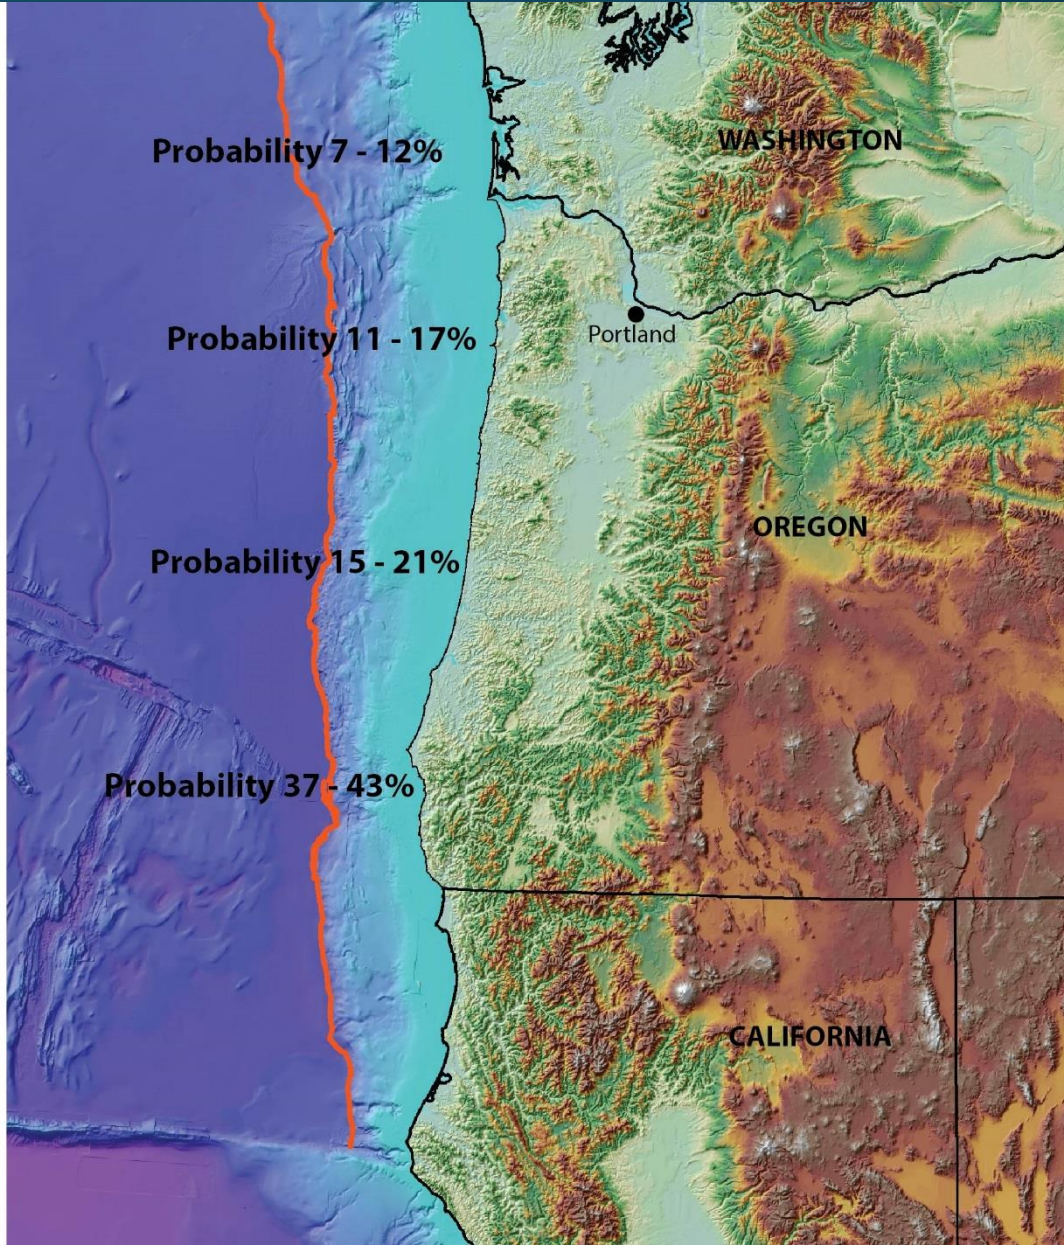 Probability 7 - 12%
WASHINGTON
Portland
Probability 11 - 17%
OREGON
Probability 15 - 21%
Probability 37 - 43%
CALIFORNIA